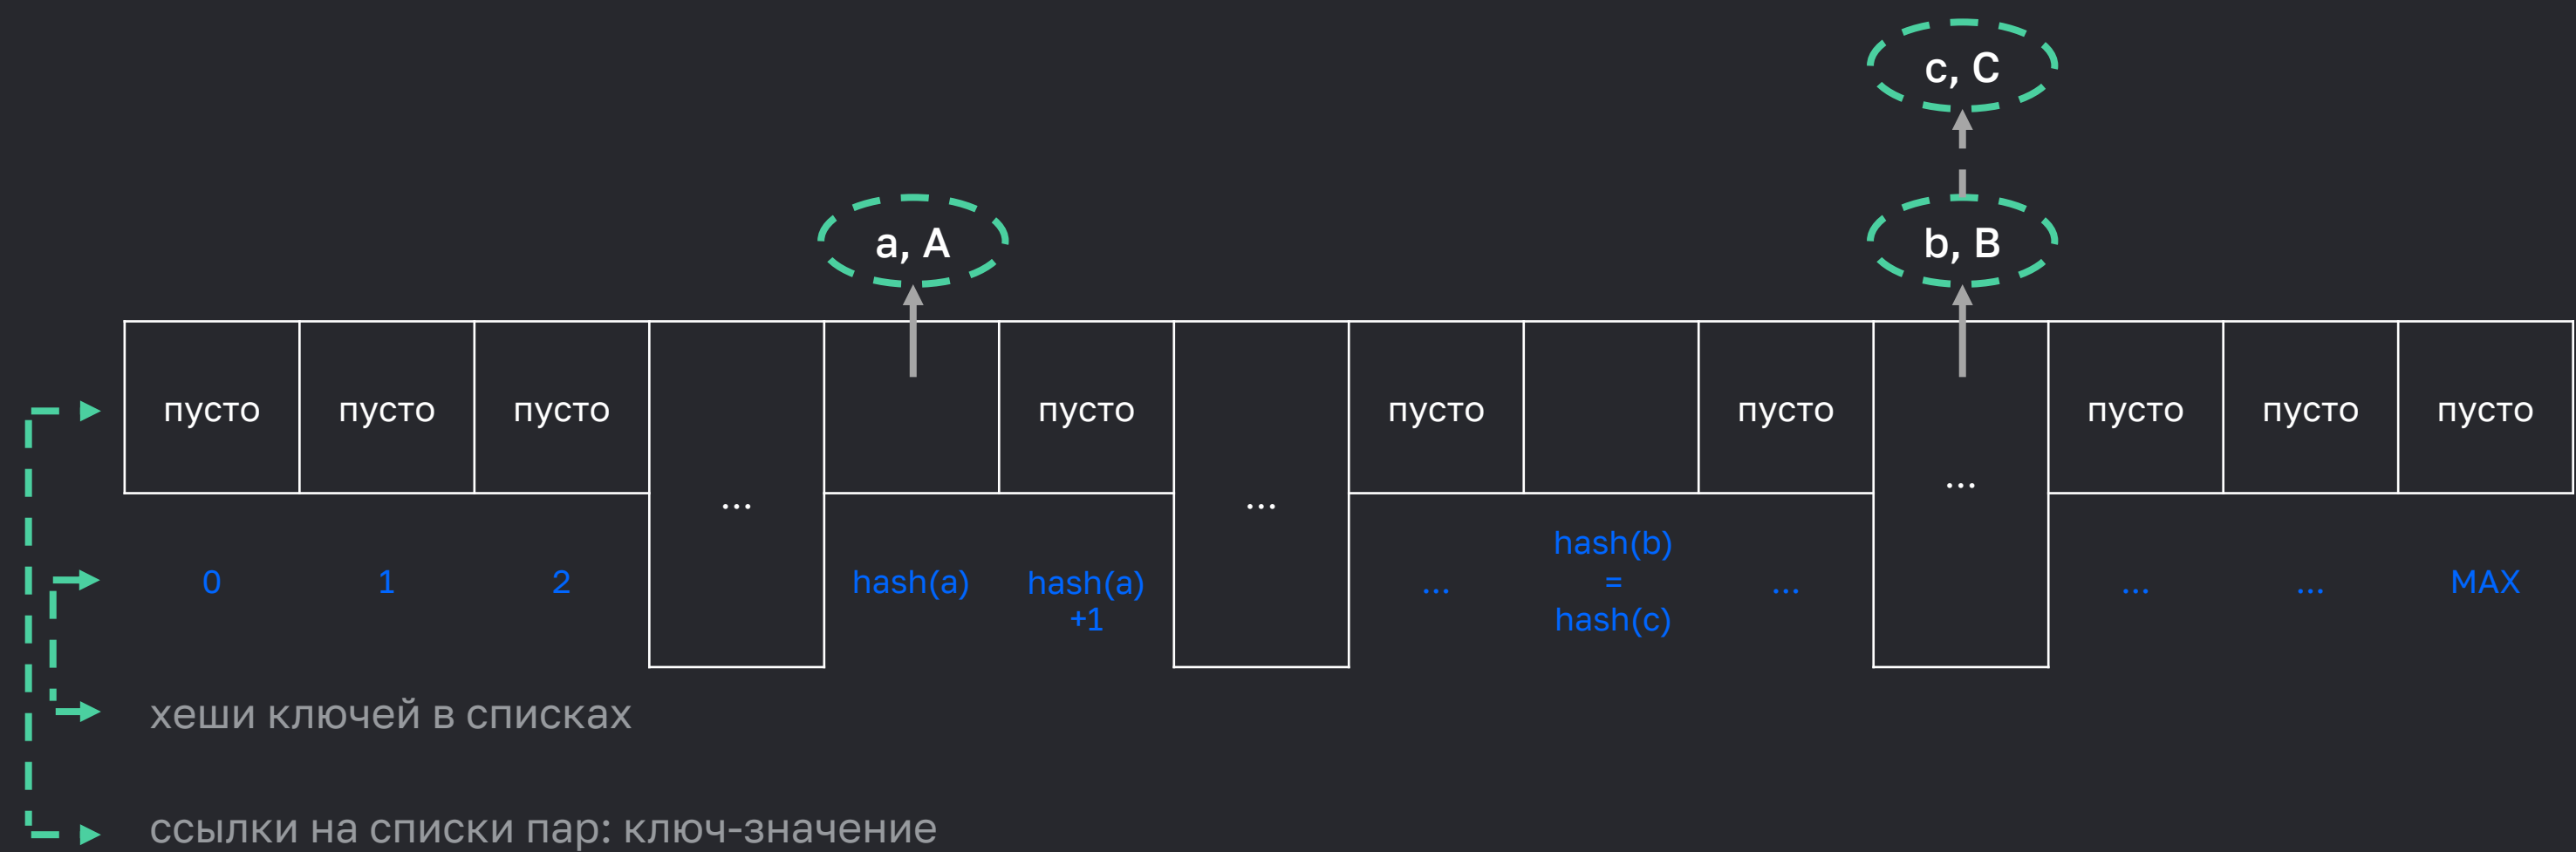 c, C
a, A
b, B
пусто пусто пусто ... пусто ... пусто пусто ... пусто пусто пусто
0 1 2 hash(a) hash(a) +1 ... hash(b) = hash(c) ... ... ... MAX
хеши ключей в списках
ссылки на списки пар: ключ-значение